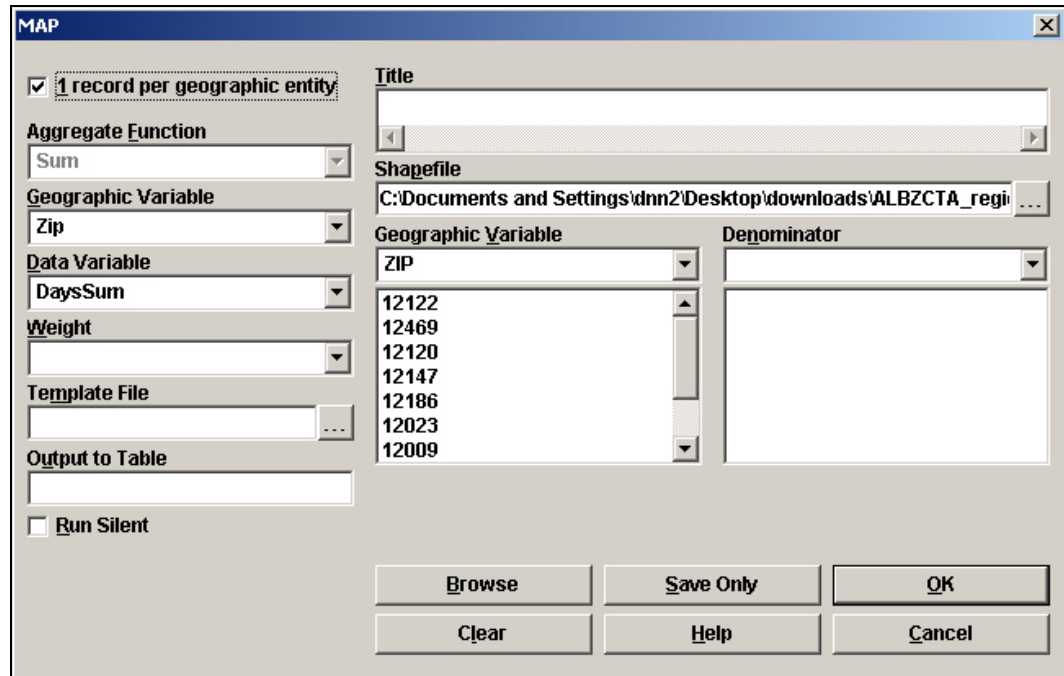 MAP
1 record per geographic entity
Aggregate Function
Sum
Geographic Variable
Zip
Data Variable
DaysSum
Weight
Template File
...
Output to Table
Run Silent
Title
Shapefile
C:\Documents and Settings\dnn2\Desktop\downloads\ALBZCTA_regi
...
Geographic Variable
ZIP
12122
12469
12120
12147
12186
12023
12009
Denominator
Browse
Save Only
OK
Clear
Help
Cancel